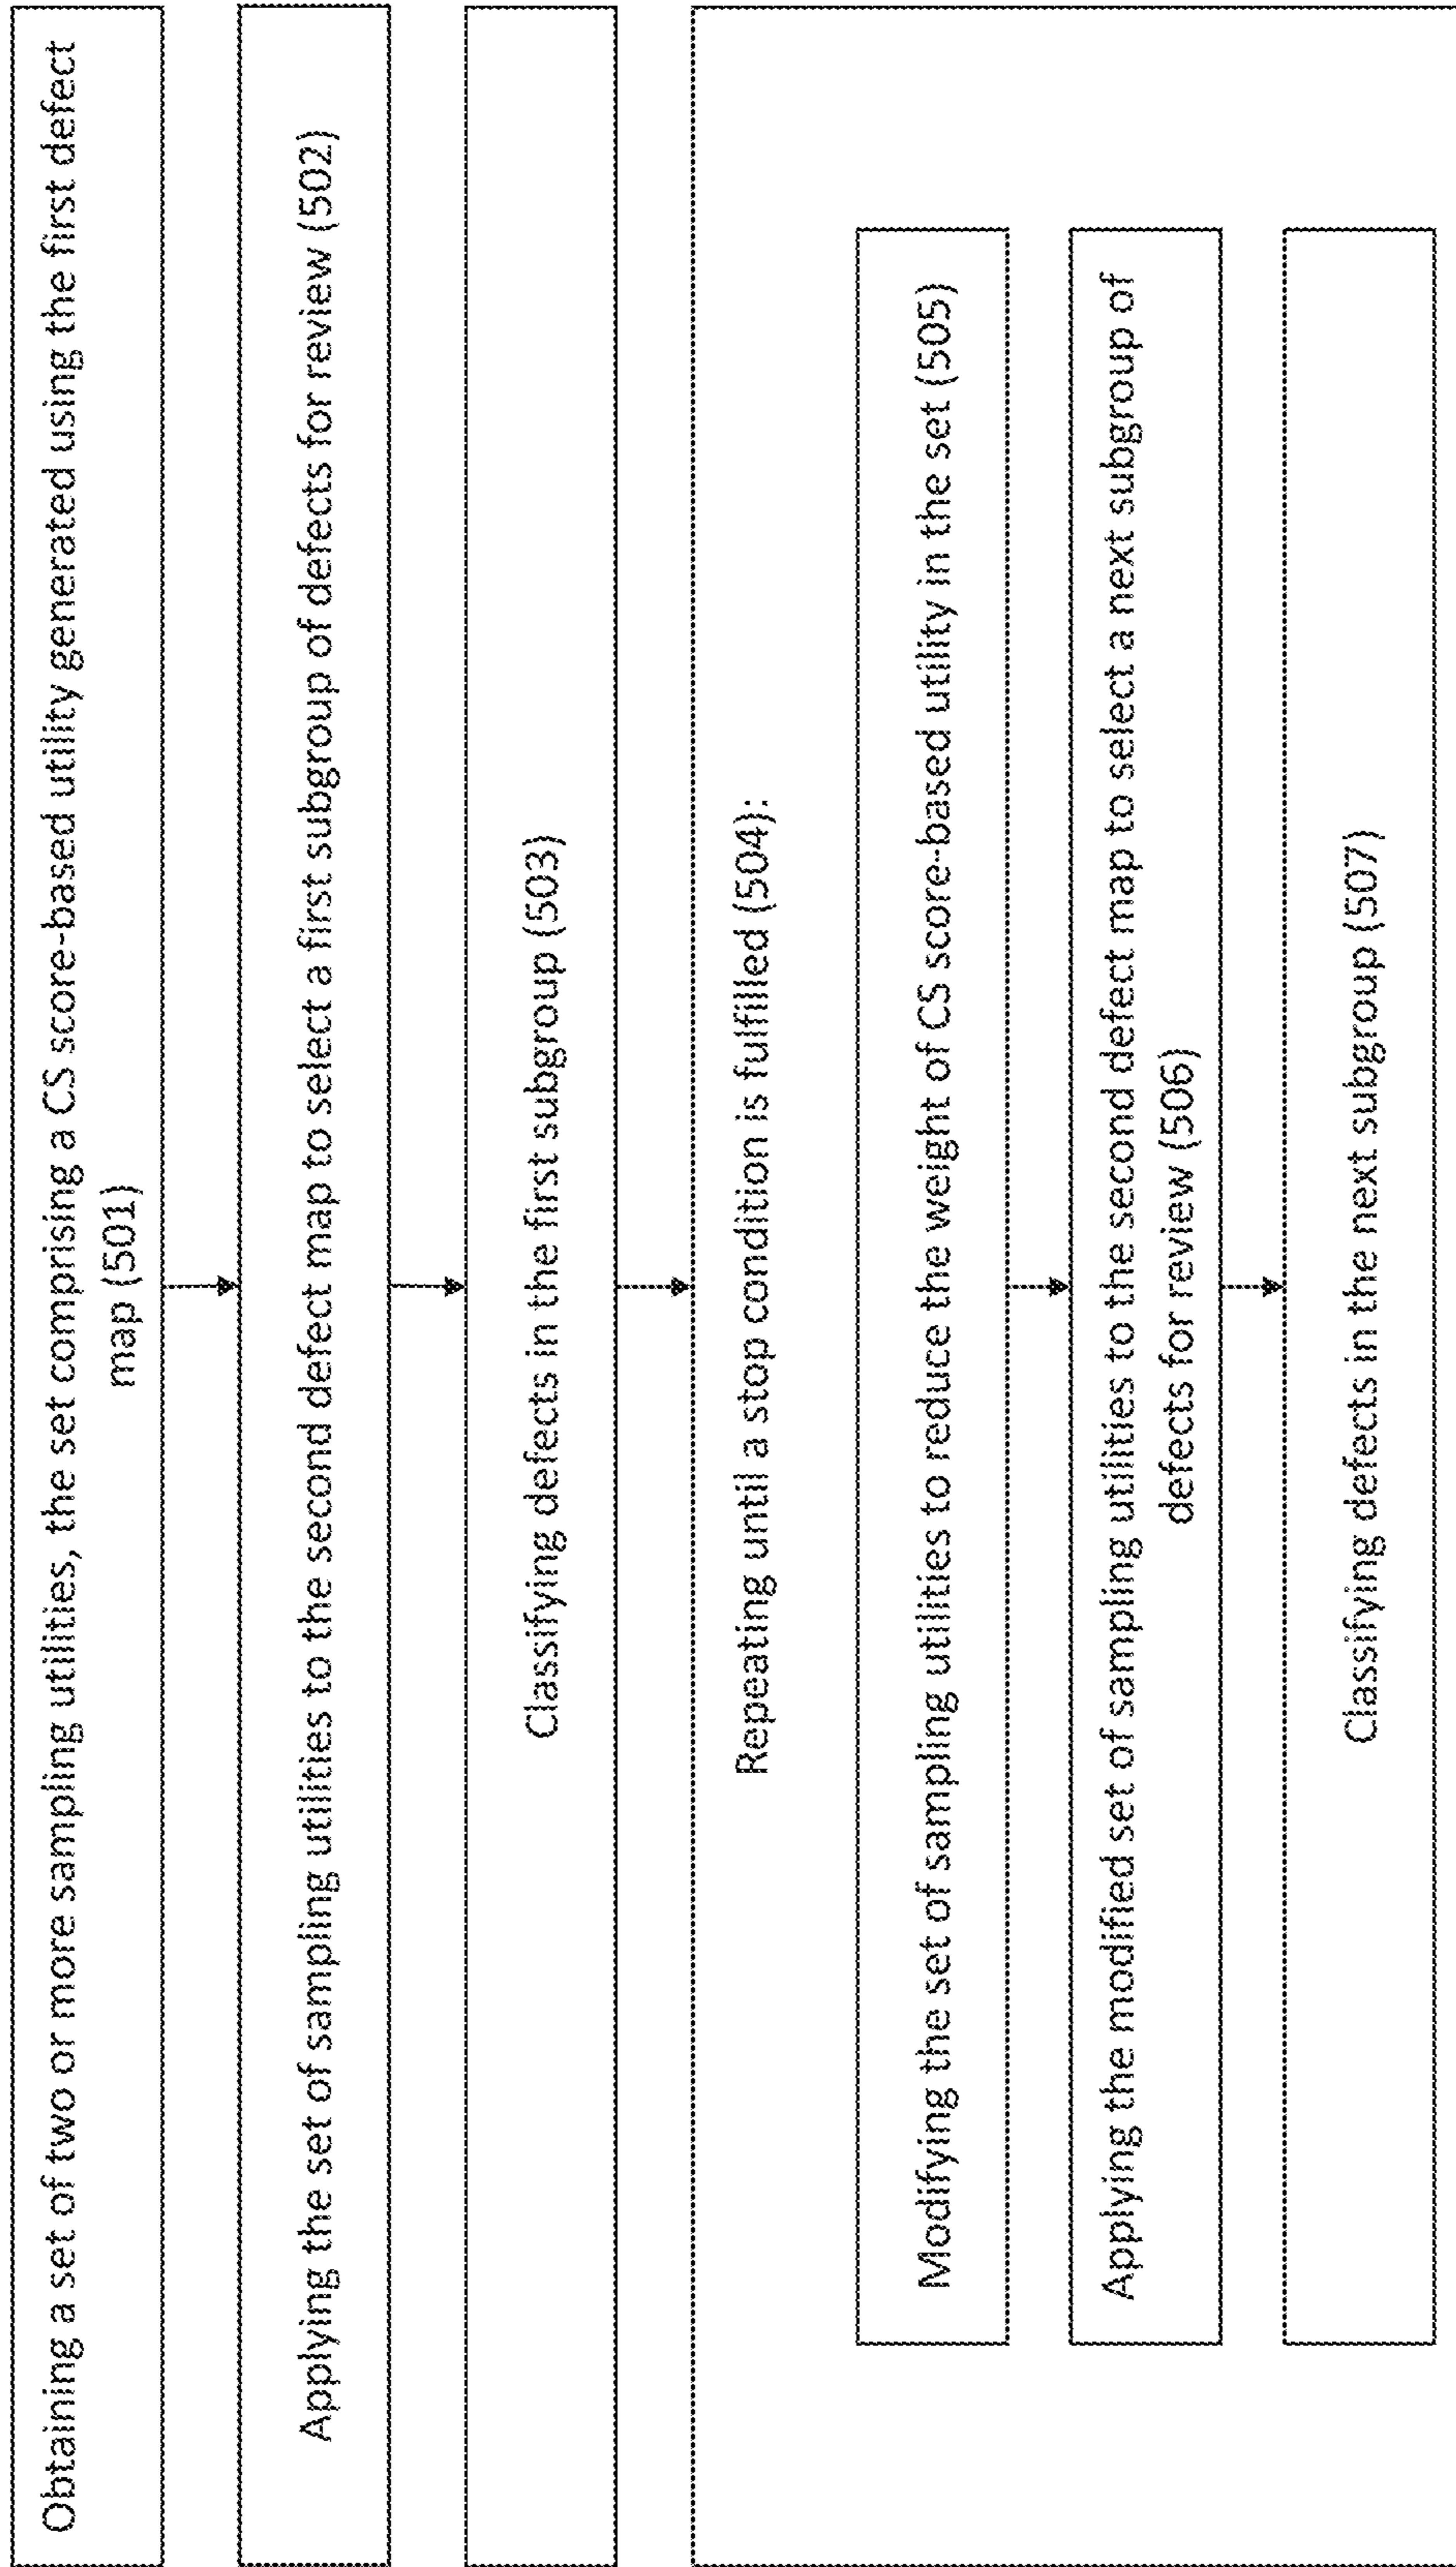 Obtaining a set of two or more sampling utilities, the set comprising a CS score-based utility generated using the first defect
map (501)
Applying the set of sampling utilities to the second defect map to select a first subgroup of defects for review (502)
Classifying defects in the first subgroup (503)
Repeating until a stop condition is fulfilled (504):
Modifying the set of sampling utilities to reduce the weight of CS score-based utility in the set (505)
Applying the modified set of sampling utilities to the second defect map to select a next subgroup of
defects for review (506)
Classifying defects in the next subgroup (507)